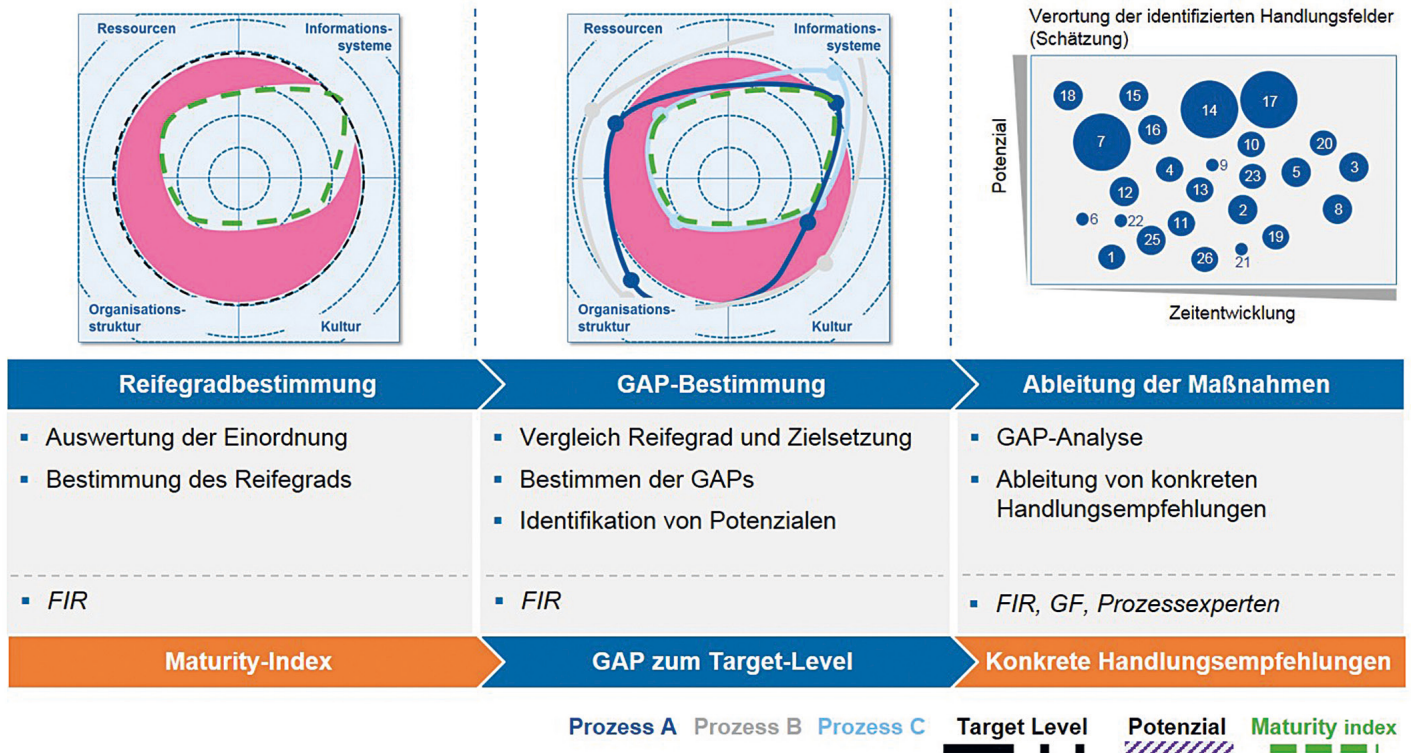 Ressourcen
Informations-
systeme
Organisations-
struktur
Kultur
Ressourcen
Informations-
systeme
Organisations-
struktur
Kultur
Verortung der identifizierten Handlungsfelder
(Schätzung)
Potenzial
18
15
14
17
7
16
10
20
4
9
23
5
3
12
13
6
22
11
2
8
25
19
1
26
21
Zeitentwicklung
Reifegradbestimmung
GAP-Bestimmung
Ableitung der Maßnahmen
▪ Auswertung der Einordnung
▪ Bestimmung des Reifegrads
▪ FIR
▪ Vergleich Reifegrad und Zielsetzung
▪ Bestimmen der GAPs
▪ Identifikation von Potenzialen
▪ FIR
▪ GAP-Analyse
▪ Ableitung von konkreten
Handlungsempfehlungen
▪ FIR, GF, Prozessexperten
Maturity-Index
GAP zum Target-Level
Konkrete Handlungsempfehlungen
Prozess A Prozess B Prozess C Target Level Potenzial Maturity index